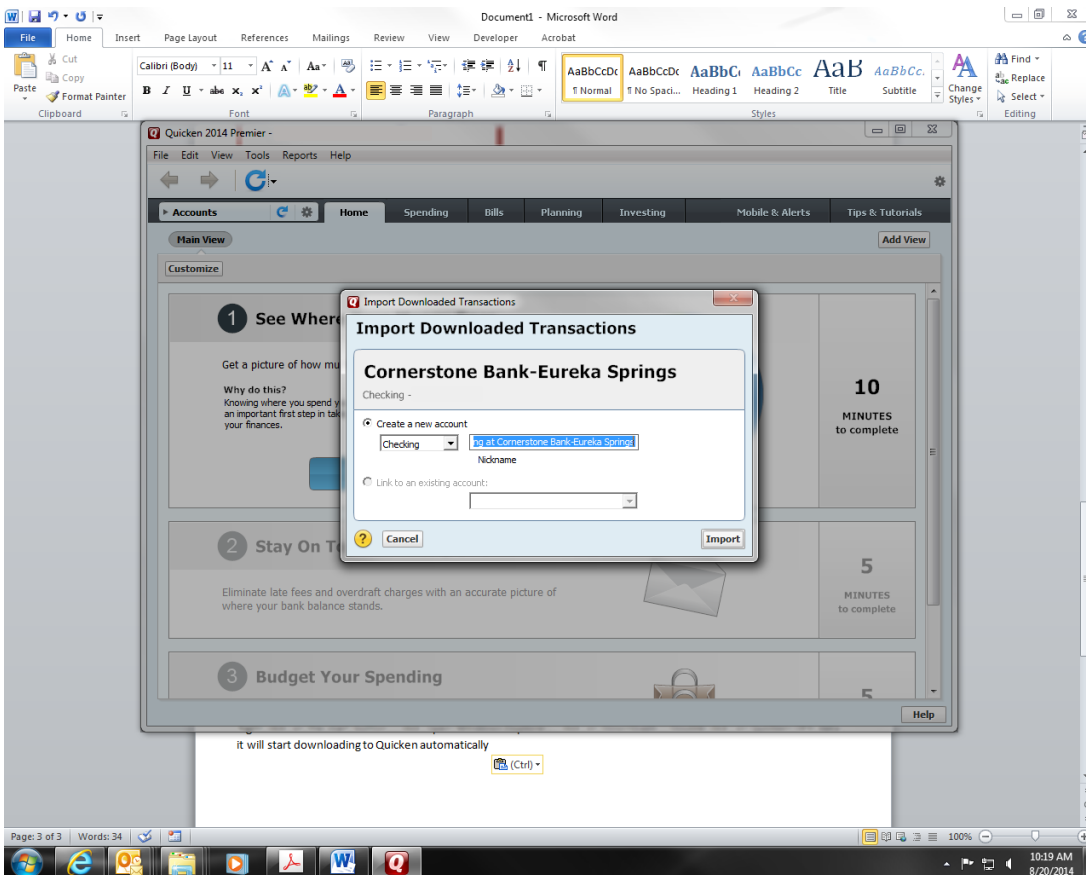 Document1 - Microsoft Word
File Home Insert Page Layout References Mailings Review View Developer Acrobat
Paste
Cut
Copy
Format Painter
Clipboard
Calibri (Body) 11
Font
Paragraph
AaBbCcDc AaBbCcDc AaBbC AaBbCc AaB AaBbCc.
¶ Normal ¶ No Spaci... Heading 1 Heading 2 Title Subtitle
Change Styles
Styles
Find
Replace
Select
Editing
Quicken 2014 Premier -
File Edit View Tools Reports Help
Accounts Home Spending Bills Planning Investing Mobile & Alerts Tips & Tutorials
Main View Add View
Customize
1 See Where
Get a picture of how mu
Why do this?
Knowing where you spend y
an important first step in tak
your finances.
10
MINUTES
to complete
Import Downloaded Transactions
Import Downloaded Transactions
Cornerstone Bank-Eureka Springs
Checking -
Create a new account
Checking ng at Cornerstone Bank-Eureka Springs
Nickname
Link to an existing account:
? Cancel Import
2 Stay On T
Eliminate late fees and overdraft charges with an accurate picture of
where your bank balance stands.
5
MINUTES
to complete
3 Budget Your Spending
5
Help
it will start downloading to Quicken automatically
(Ctrl)
Page: 3 of 3 Words: 34 100%
10:19 AM
8/20/2014